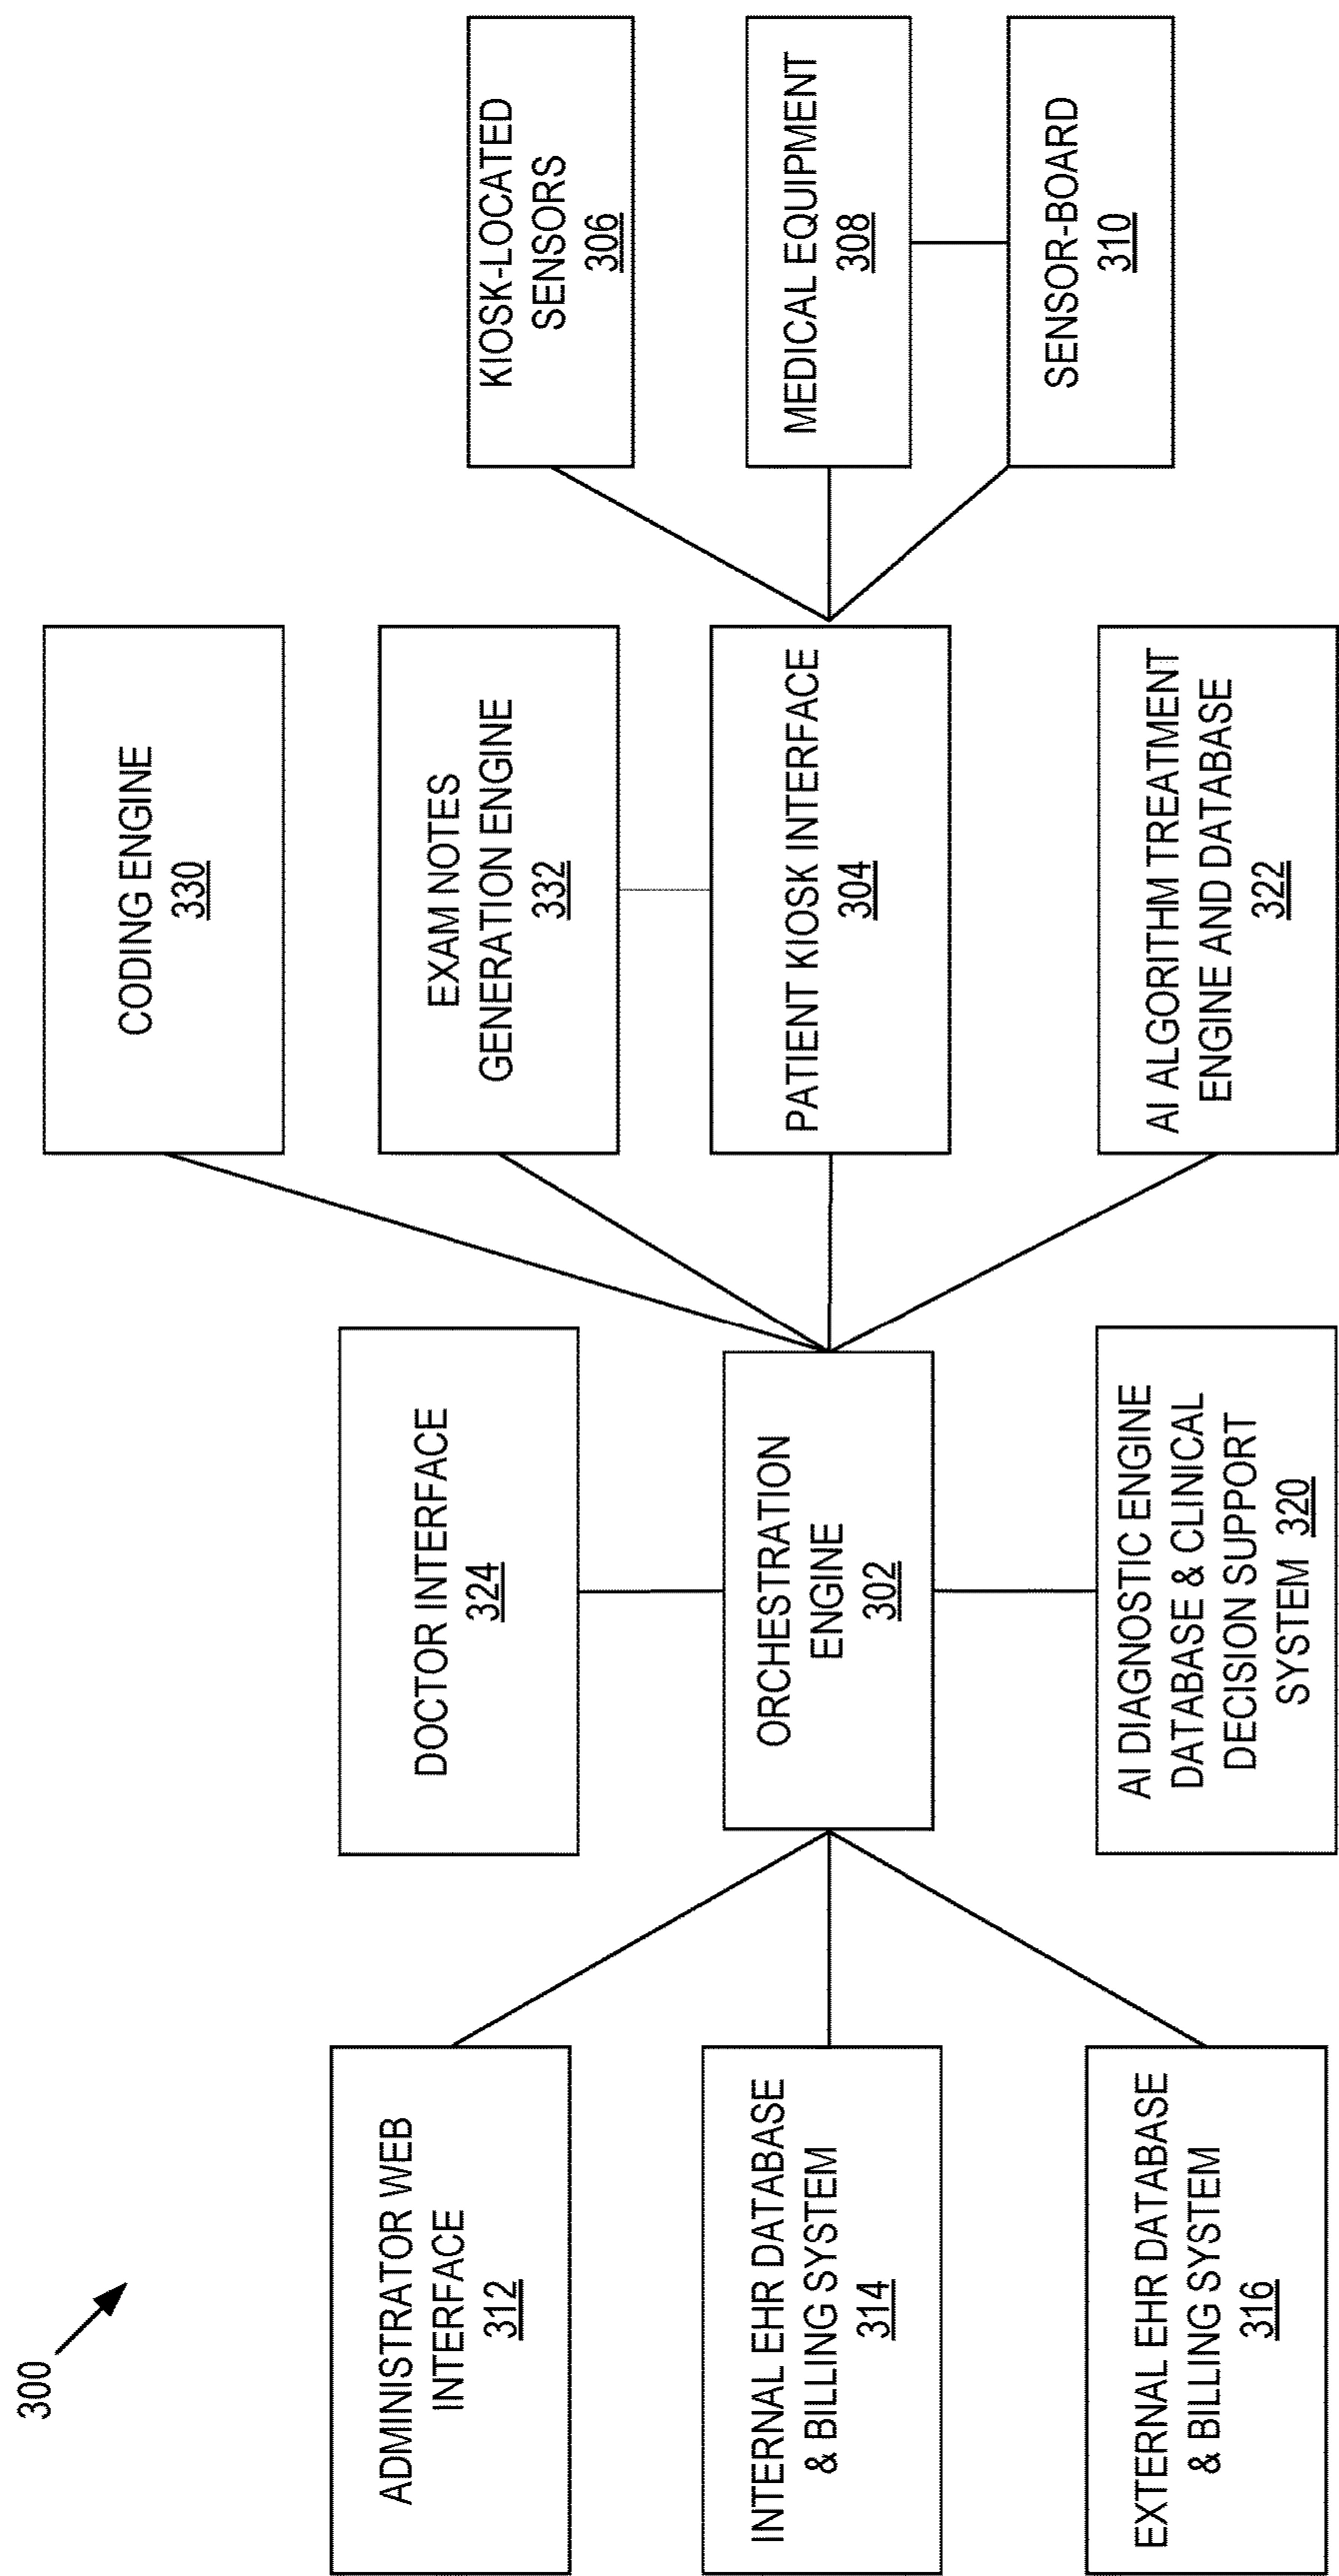 300
ADMINISTRATOR WEB
INTERFACE
312
INTERNAL EHR DATABASE
& BILLING SYSTEM
314
EXTERNAL EHR DATABASE
& BILLING SYSTEM
316
DOCTOR INTERFACE
324
ORCHESTRATION
ENGINE
302
AI DIAGNOSTIC ENGINE
DATABASE & CLINICAL
DECISION SUPPORT
SYSTEM 320
CODING ENGINE
330
EXAM NOTES
GENERATION ENGINE
332
PATIENT KIOSK INTERFACE
304
AI ALGORITHM TREATMENT
ENGINE AND DATABASE
322
KIOSK-LOCATED
SENSORS
306
MEDICAL EQUIPMENT
308
SENSOR-BOARD
310